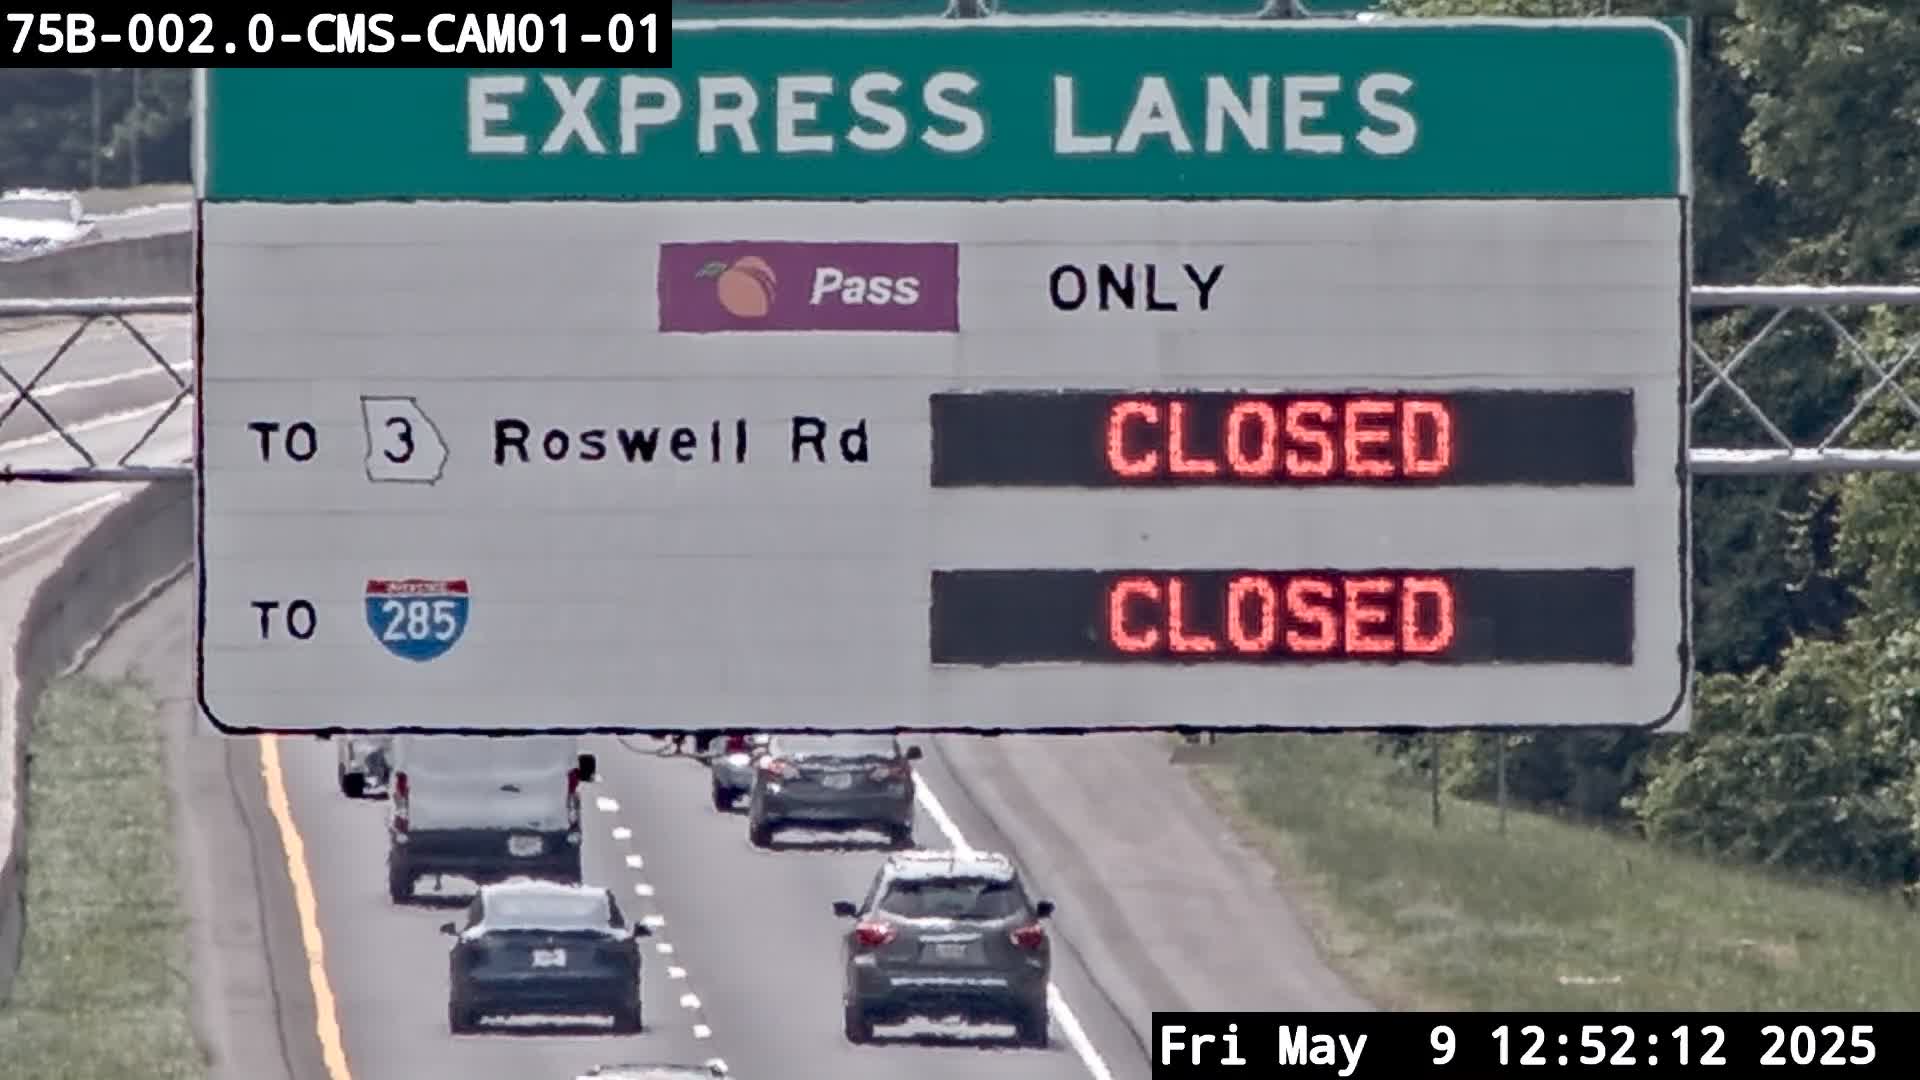 75B-002.0-CMS-CAM01-01
EXPRESS LANES
Pass ONLY
TO 3 Roswell Rd CLOSED
TO 285 CLOSED
Fri May 9 12:52:12 2025